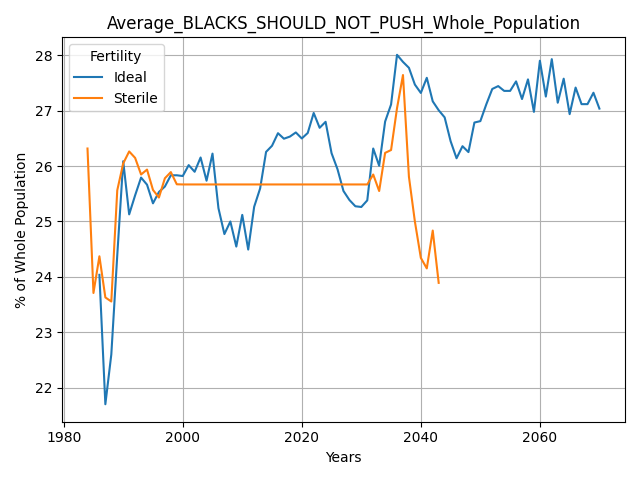 Average_BLACKS_SHOULD_NOT_PUSH_Whole_Population
Fertility
Ideal
Sterile
% of Whole Population
28
27
26
25
24
23
22
1980
2000
2020
2040
2060
Years